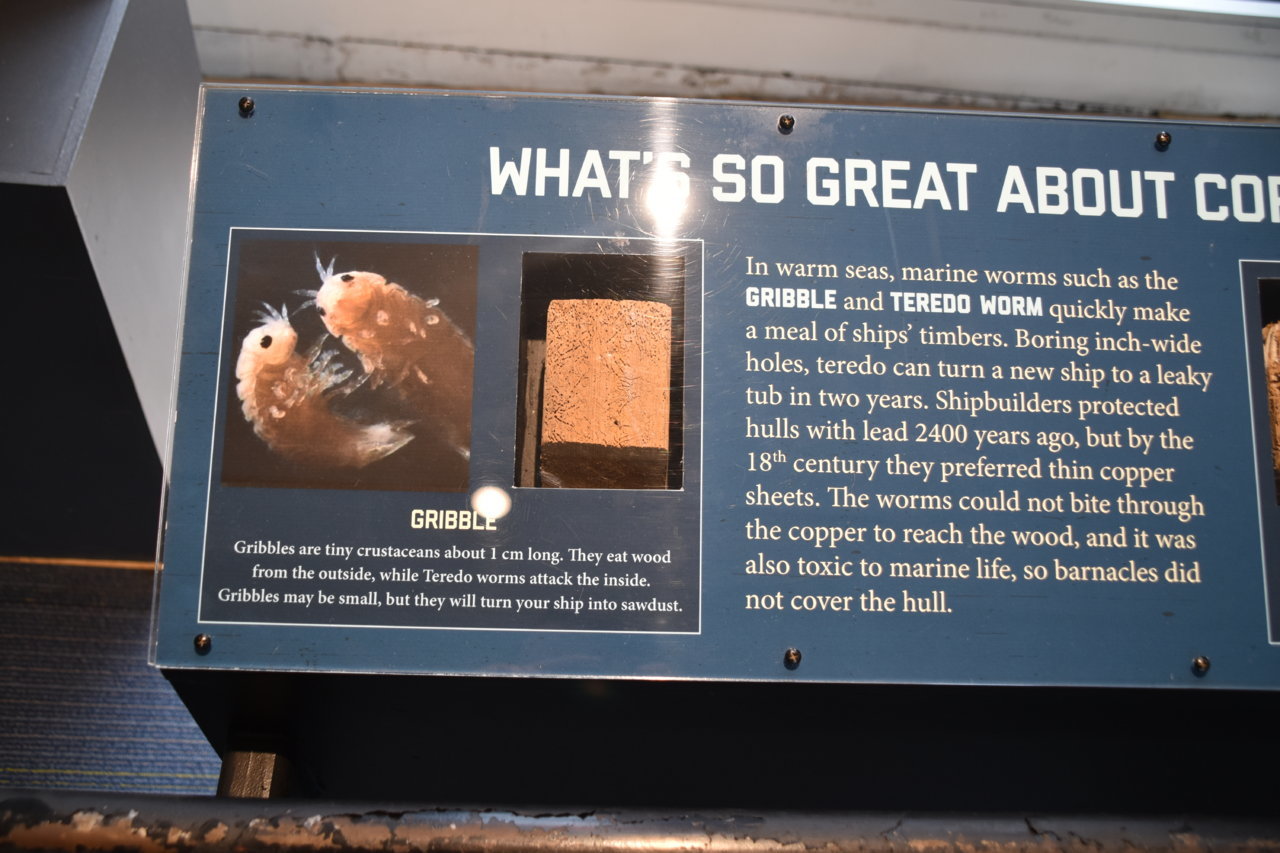 WHAT'S SO GREAT ABOUT
In warm seas, marine worms such as the
GRIBBLE and TEREDO WORM quickly make
a meal of ships' timbers. Boring inch-wide
holes, teredo can turn a new ship to a leaky
tub in two years. Shipbuilders protected
hulls with lead 2400 years ago, but by the
18th century they preferred thin copper
sheets. The worms could not bite through
the copper to reach the wood, and it was
also toxic to marine life, so barnacles did
not cover the hull.
GRIBBLE
Gribbles are tiny crustaceans about 1 cm long. They eat wood
from the outside, while Teredo worms attack the inside.
Gribbles may be small, but they will turn your ship into sawdust.